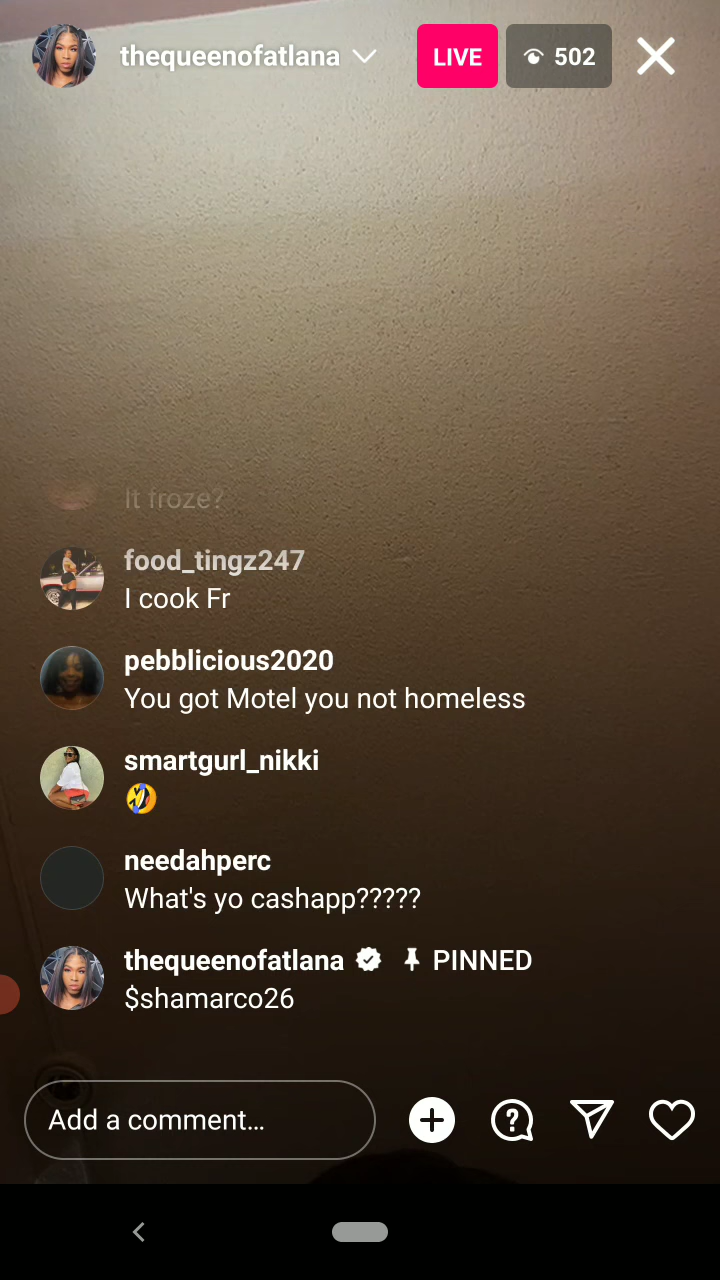 thequeenofatlana
LIVE
502
It froze?
food_tingz247
I cook Fr
pebblicious2020
You got Motel you not homeless
smartgurl_nikki
🤣
needahperc
What's yo cashapp?????
thequeenofatlana PINNED
$shamarco26
Add a comment...